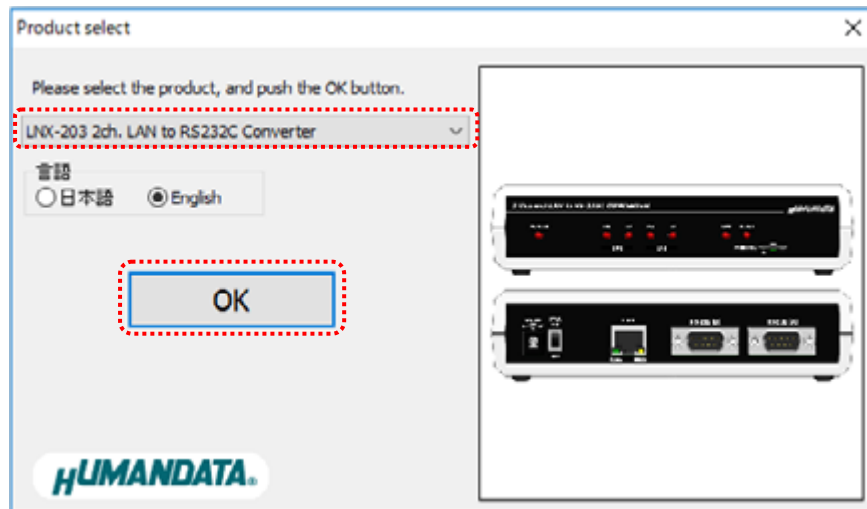 Product select
Please select the product, and push the OK button.
LNX-203 2ch. LAN to RS232C Converter
言語
日本語 English
OK
HUMANDATA.